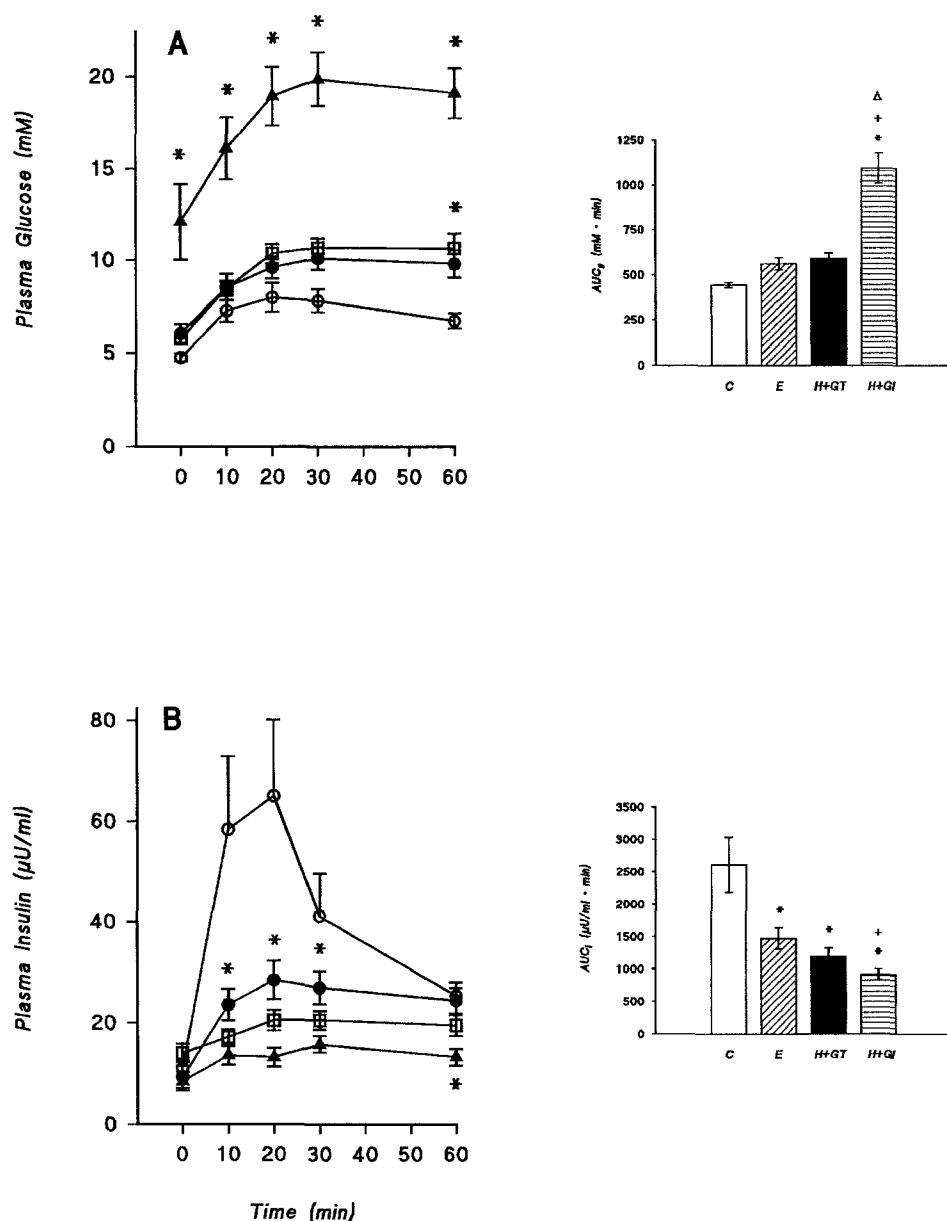 A
Plasma Glucose (mM)
20
15
10
5
0
0 10 20 30 40 50 60
* * * * *
*
AUCg (mM · min)
1250
1000
750
500
250
0
Δ
+
*
C E H+GT H+GI
B
Plasma Insulin (μU/ml)
80
60
40
20
0
0 10 20 30 40 50 60
* * *
*
Time (min)
AUCI (μU/ml · min)
3500
3000
2500
2000
1500
1000
500
0
* *
+
*
C E H+GT H+GI